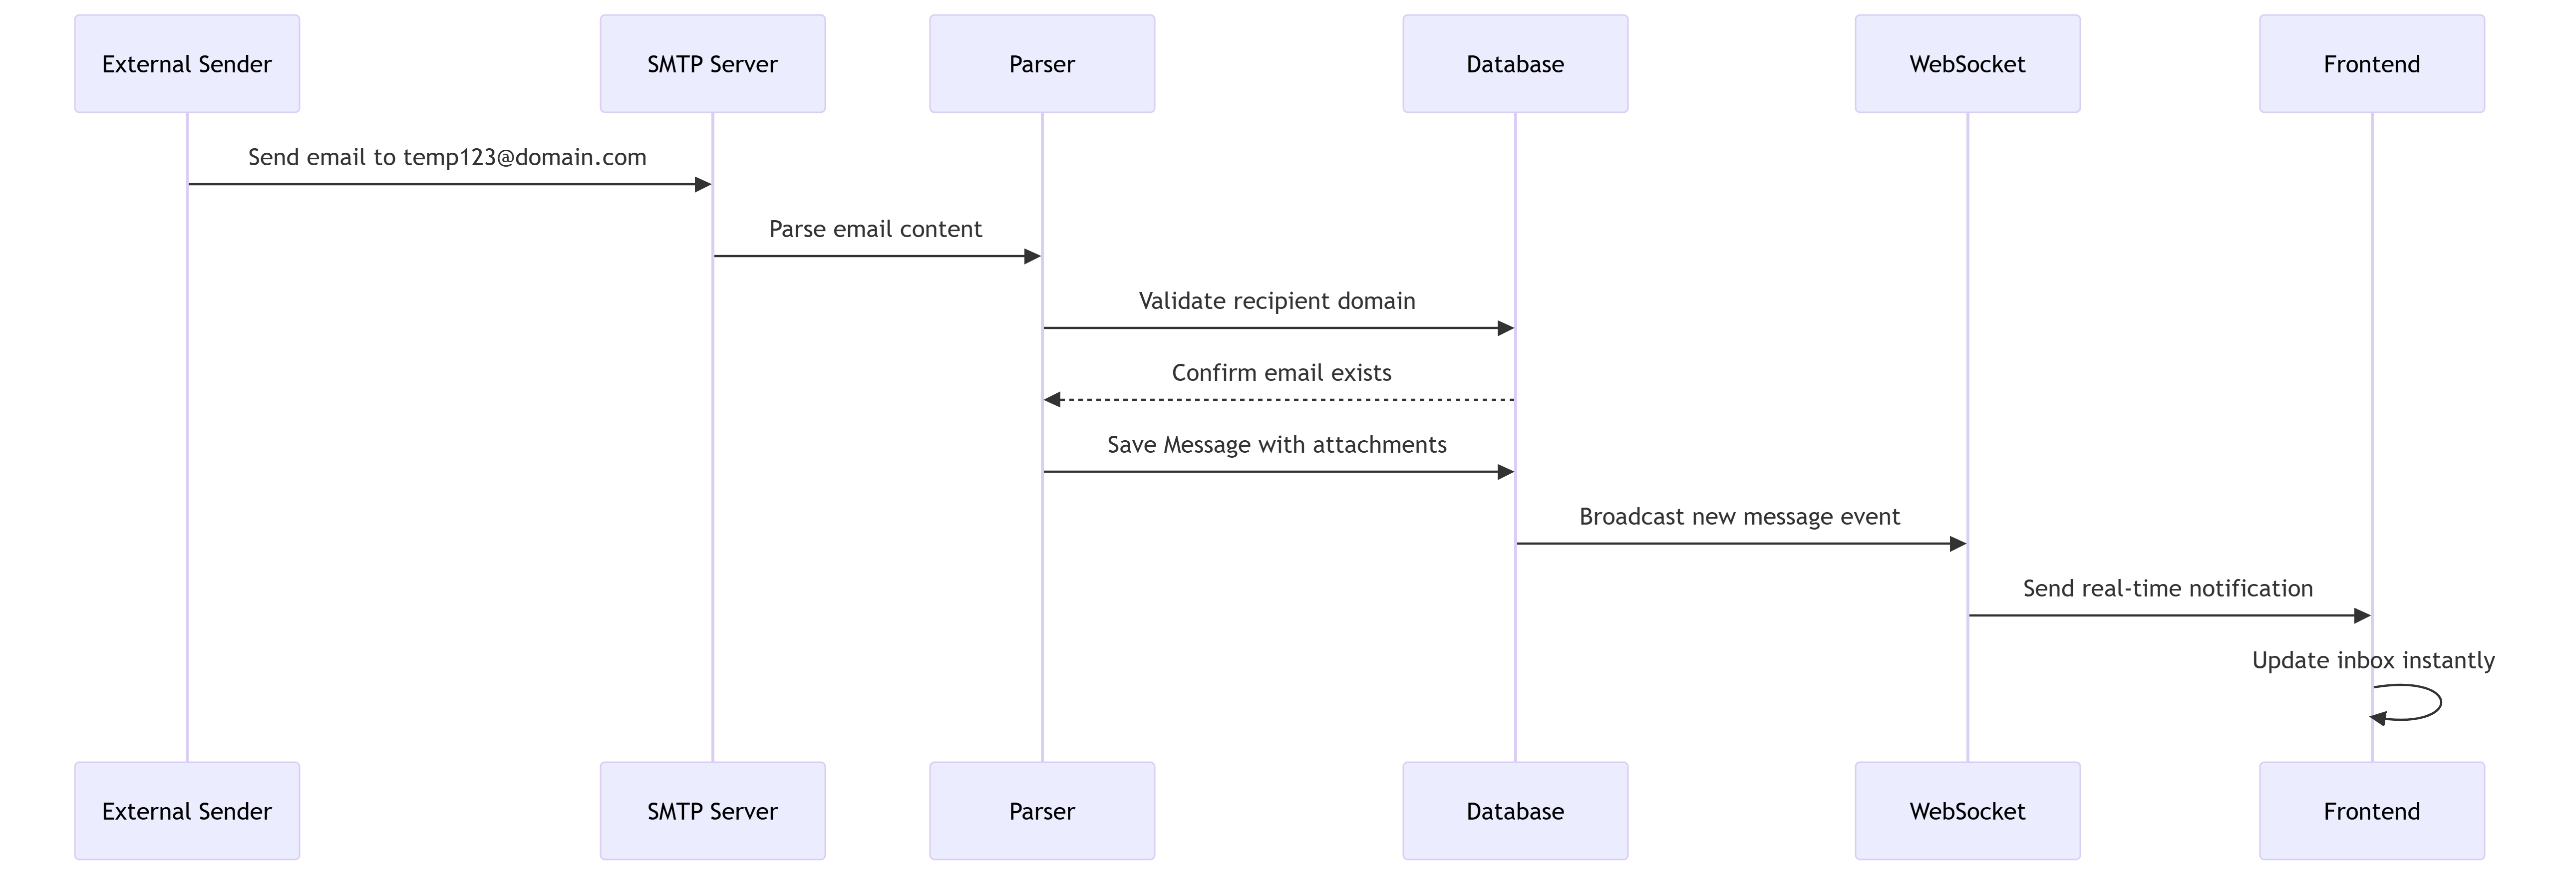 External Sender
SMTP Server
Parser
Database
WebSocket
Frontend
Send email to temp123@domain.com
Parse email content
Validate recipient domain
Confirm email exists
Save Message with attachments
Broadcast new message event
Send real-time notification
Update inbox instantly
External Sender
SMTP Server
Parser
Database
WebSocket
Frontend